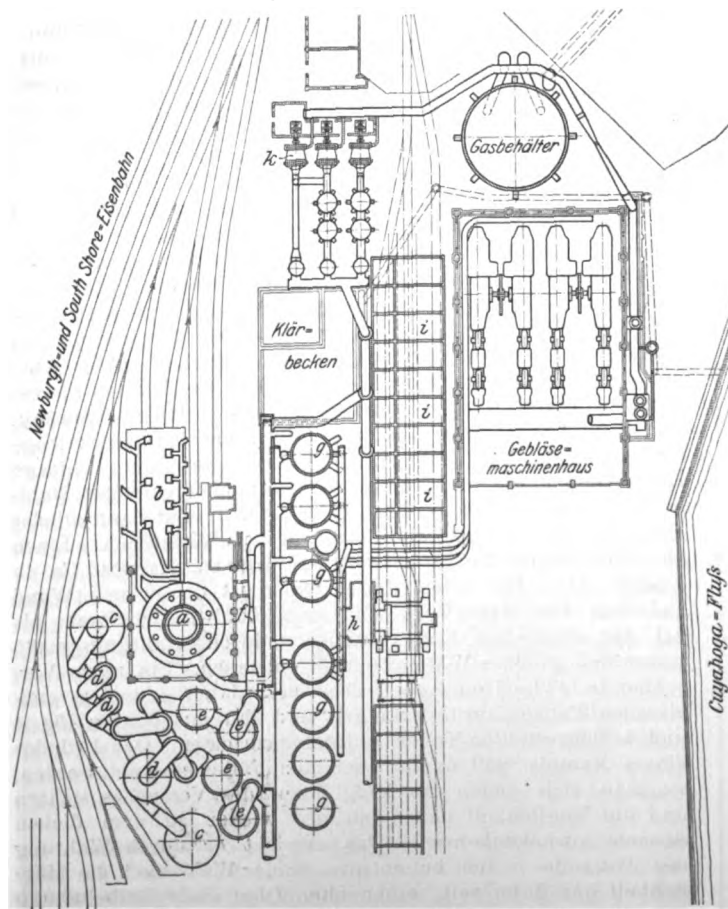 Gasbehälter
k
Newburgh- und South Shore-Eisenbahn
Klär-
becken
i
i
i
Gebläse-
maschinenhaus
b
g
g
g
g
f
h
a
c
d
d
d
e
e
e
c
c
Cuyahoga-Fluſs